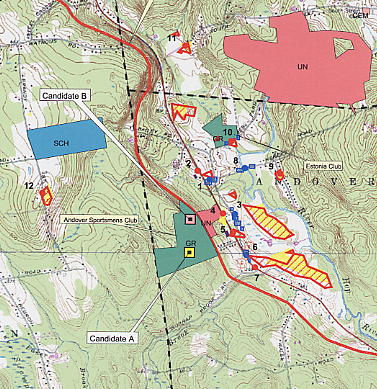 CEM
11
UN
Candidate B
GR
10
SCH
2
8
Estonia Club
9
1
12
A N D O V E R
4
3
Andover Sportsmens Club
UN
5
GR
6
7
Candidate A
N